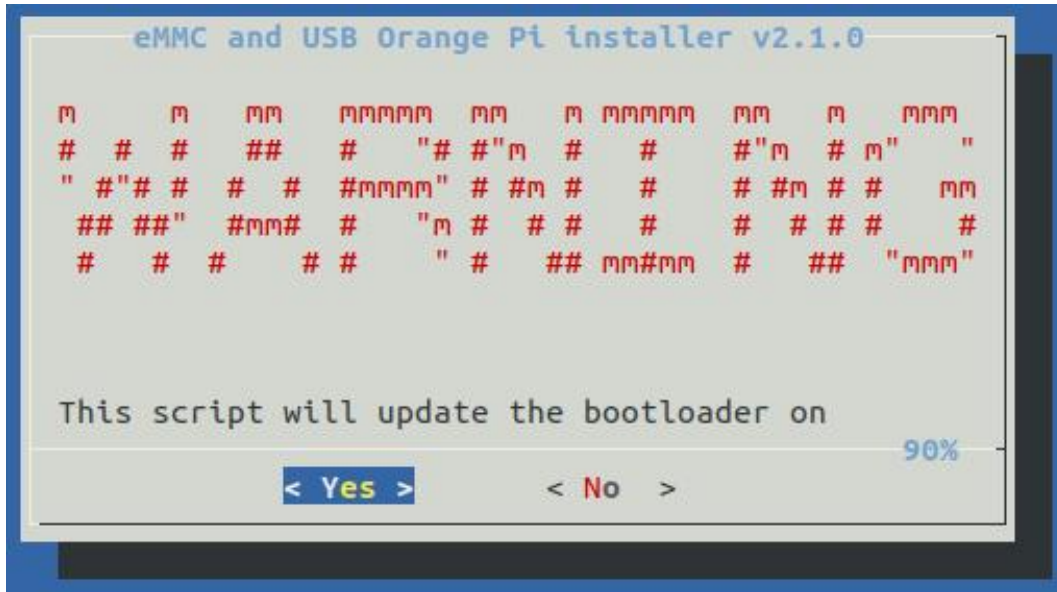 eMMC and USB Orange Pi installer v2.1.0
WARNING
This script will update the bootloader on
90%
< Yes > < No >